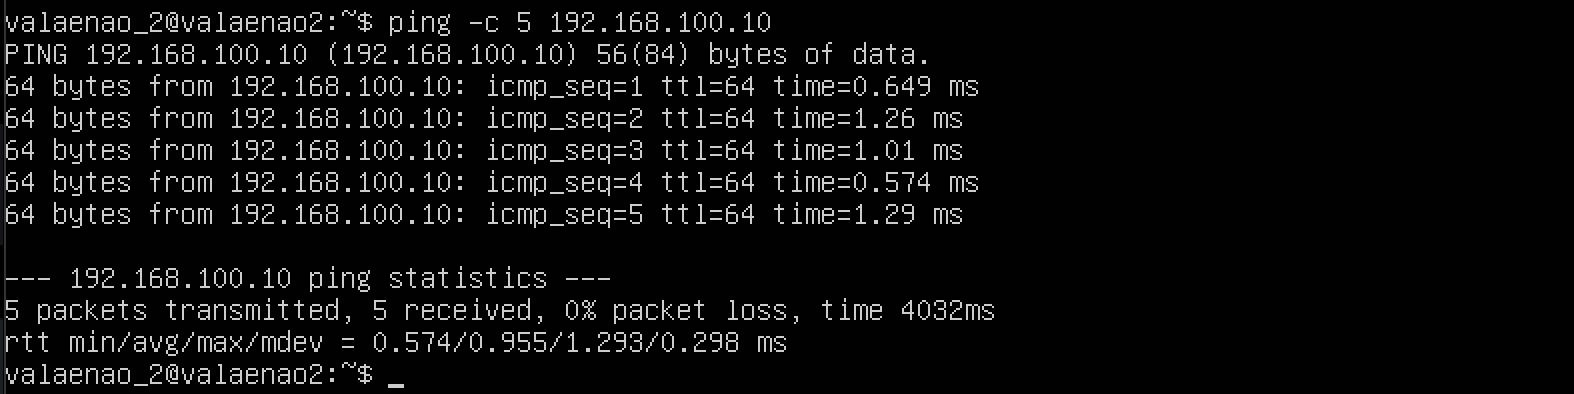 valaenao_2@valaenao2:~$ ping -c 5 192.168.100.10
PING 192.168.100.10 (192.168.100.10) 56(84) bytes of data.
64 bytes from 192.168.100.10: icmp_seq=1 ttl=64 time=0.649 ms
64 bytes from 192.168.100.10: icmp_seq=2 ttl=64 time=1.26 ms
64 bytes from 192.168.100.10: icmp_seq=3 ttl=64 time=1.01 ms
64 bytes from 192.168.100.10: icmp_seq=4 ttl=64 time=0.574 ms
64 bytes from 192.168.100.10: icmp_seq=5 ttl=64 time=1.29 ms
--- 192.168.100.10 ping statistics ---
5 packets transmitted, 5 received, 0% packet loss, time 4032ms
rtt min/avg/max/mdev = 0.574/0.955/1.293/0.298 ms
valaenao_2@valaenao2:~$ _